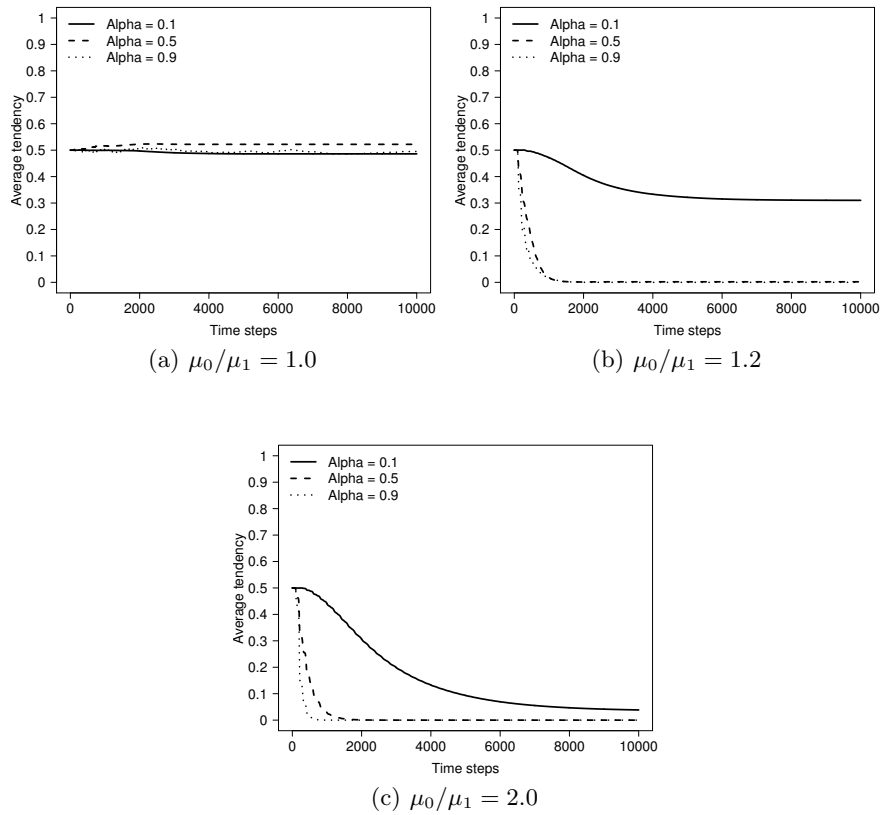 Average tendency
1
0.9
0.8
0.7
0.6
0.5
0.4
0.3
0.2
0.1
0
Alpha = 0.1
Alpha = 0.5
Alpha = 0.9
0 2000 4000 6000 8000 10000
Time steps
(a) μ₀/μ₁ = 1.0
Average tendency
1
0.9
0.8
0.7
0.6
0.5
0.4
0.3
0.2
0.1
0
Alpha = 0.1
Alpha = 0.5
Alpha = 0.9
0 2000 4000 6000 8000 10000
Time steps
(b) μ₀/μ₁ = 1.2
Average tendency
1
0.9
0.8
0.7
0.6
0.5
0.4
0.3
0.2
0.1
0
Alpha = 0.1
Alpha = 0.5
Alpha = 0.9
0 2000 4000 6000 8000 10000
Time steps
(c) μ₀/μ₁ = 2.0